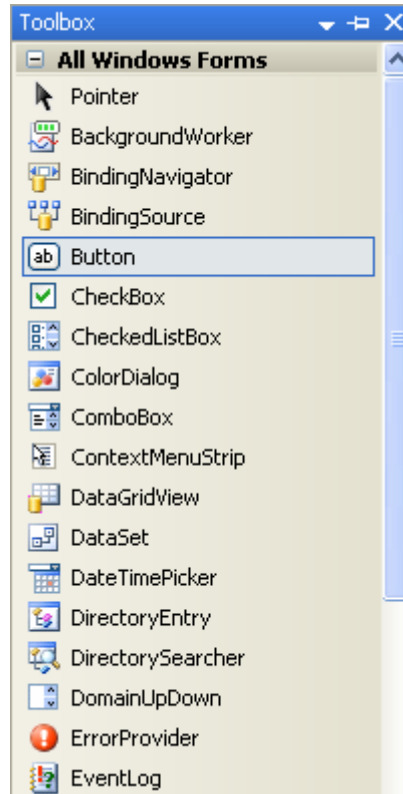 Toolbox
All Windows Forms
Pointer
BackgroundWorker
BindingNavigator
BindingSource
ab Button
CheckBox
CheckedListBox
ColorDialog
ComboBox
ContextMenuStrip
DataGridView
DataSet
DateTimePicker
DirectoryEntry
DirectorySearcher
DomainUpDown
ErrorProvider
EventLog